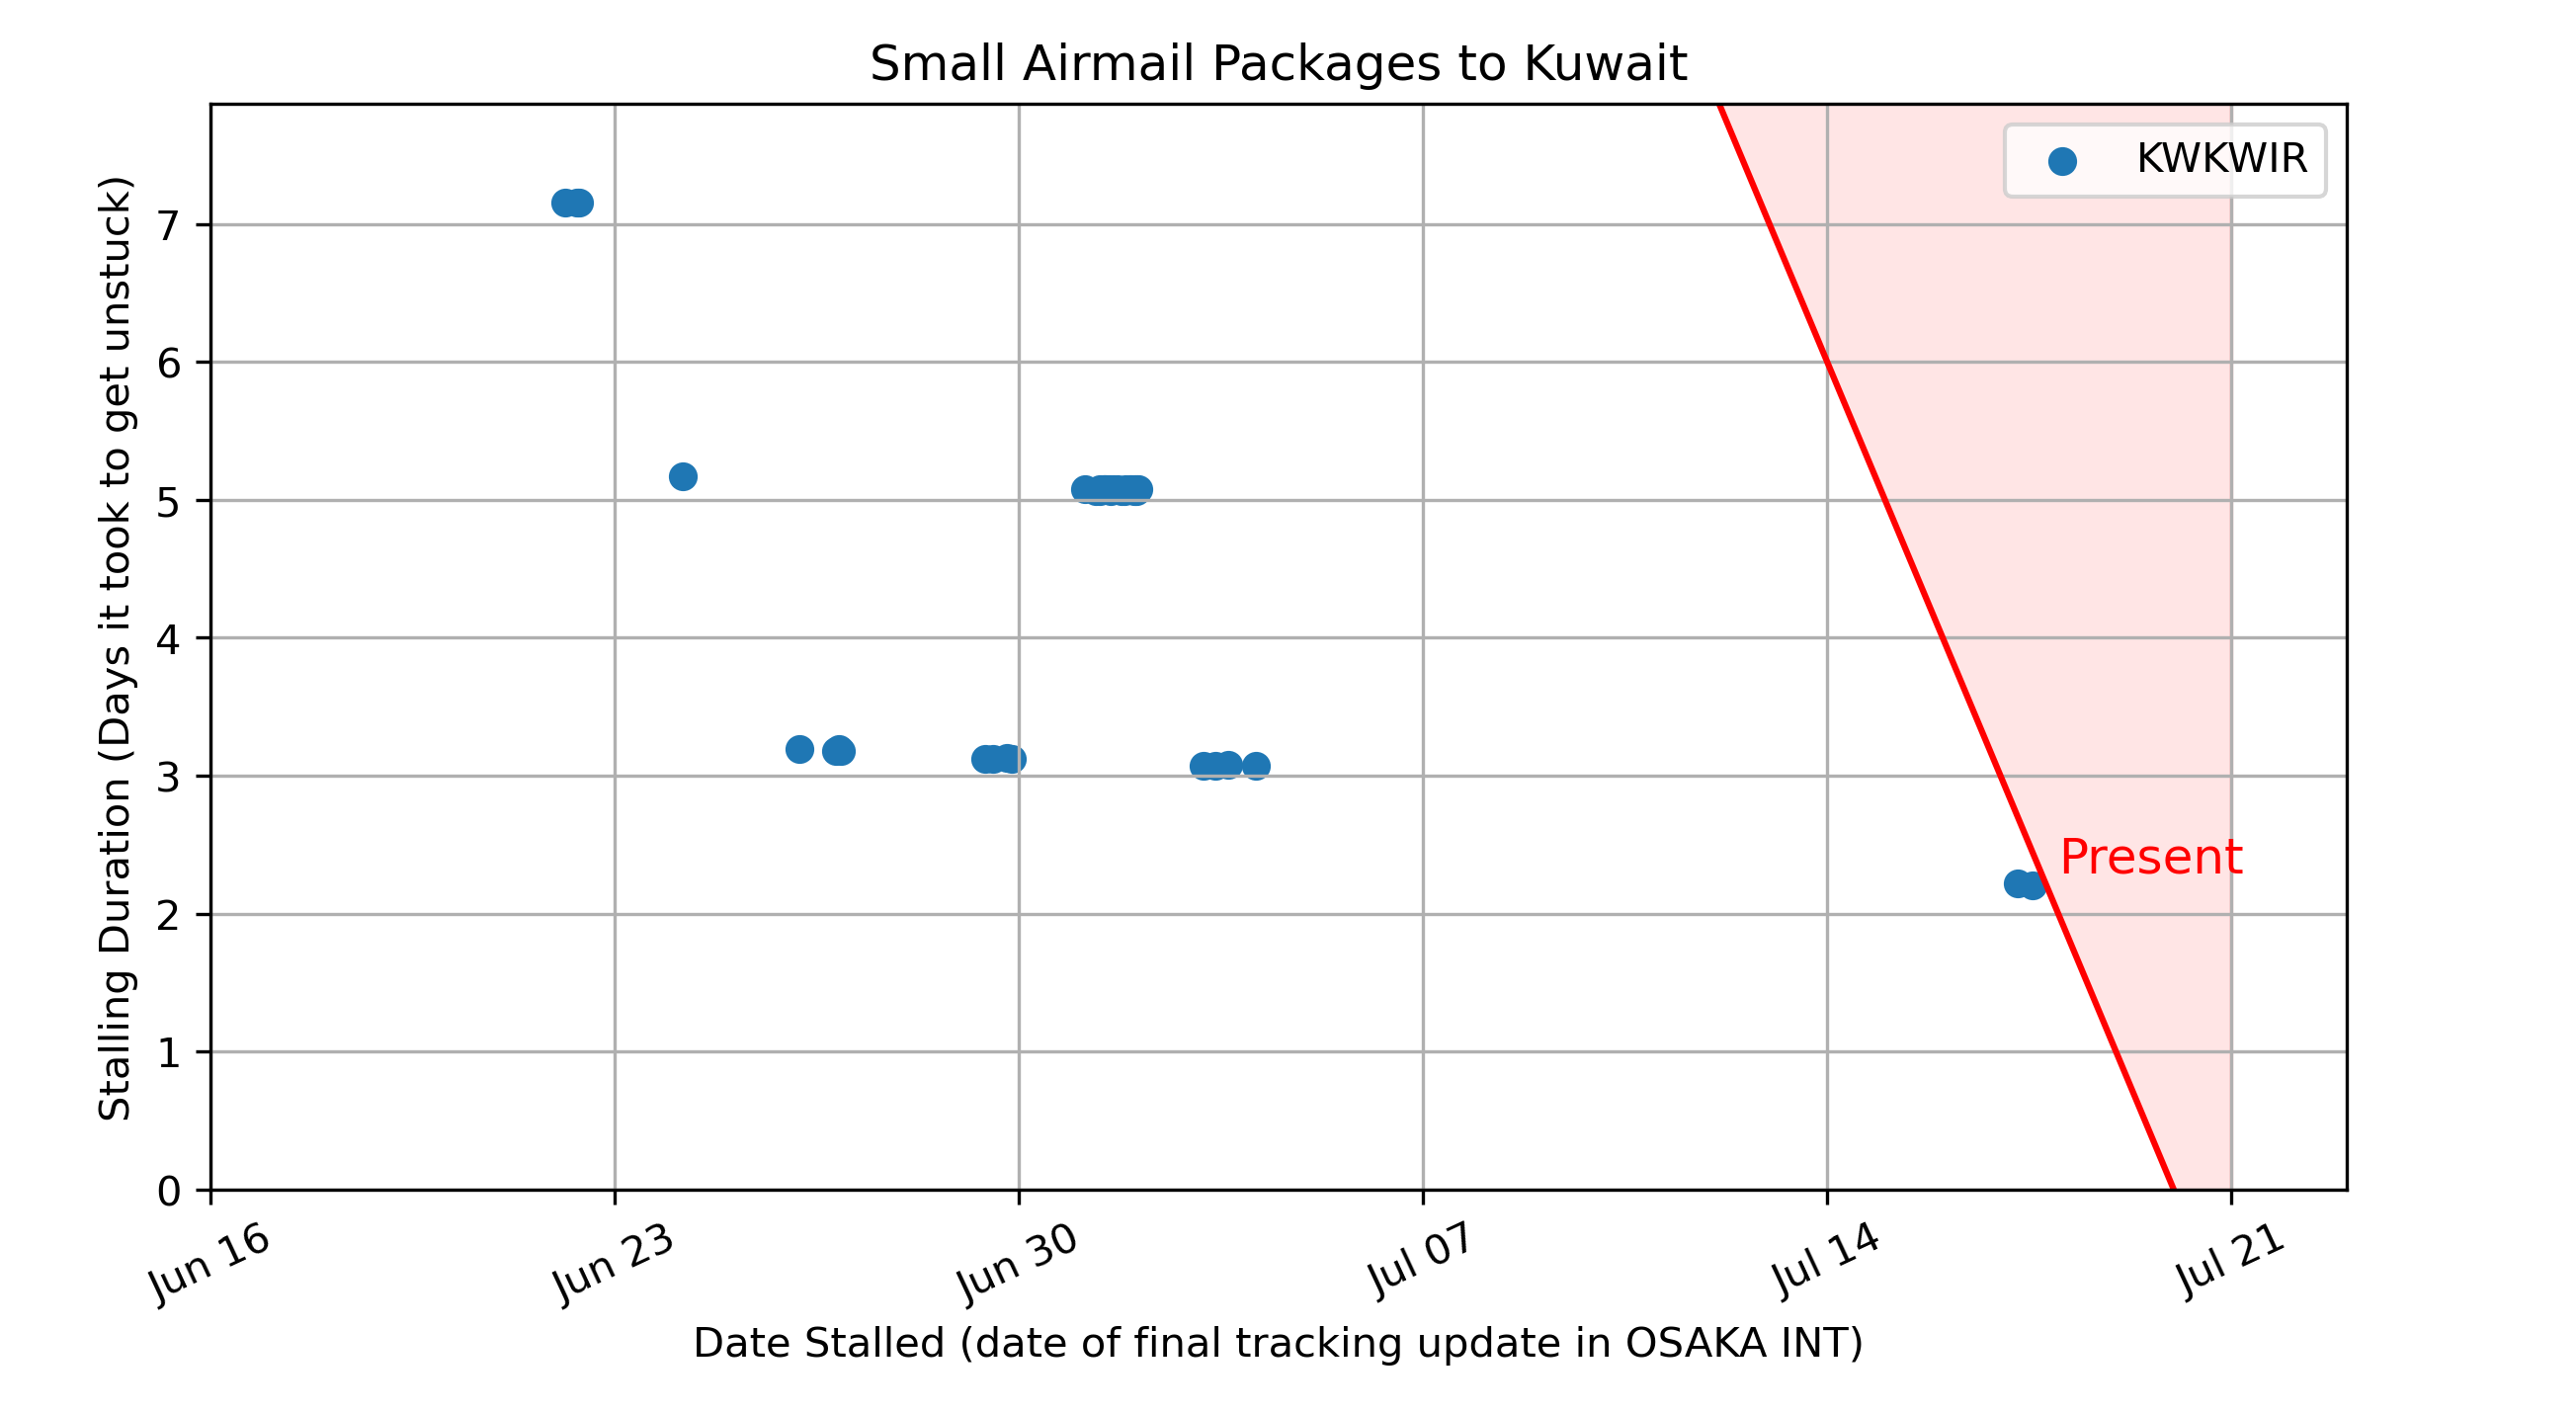 Small Airmail Packages to Kuwait
KWKWIR
Stalling Duration (Days it took to get unstuck)
7
6
5
4
3
2
1
0
Present
Jun 16
Jun 23
Jun 30
Jul 07
Jul 14
Jul 21
Date Stalled (date of final tracking update in OSAKA INT)